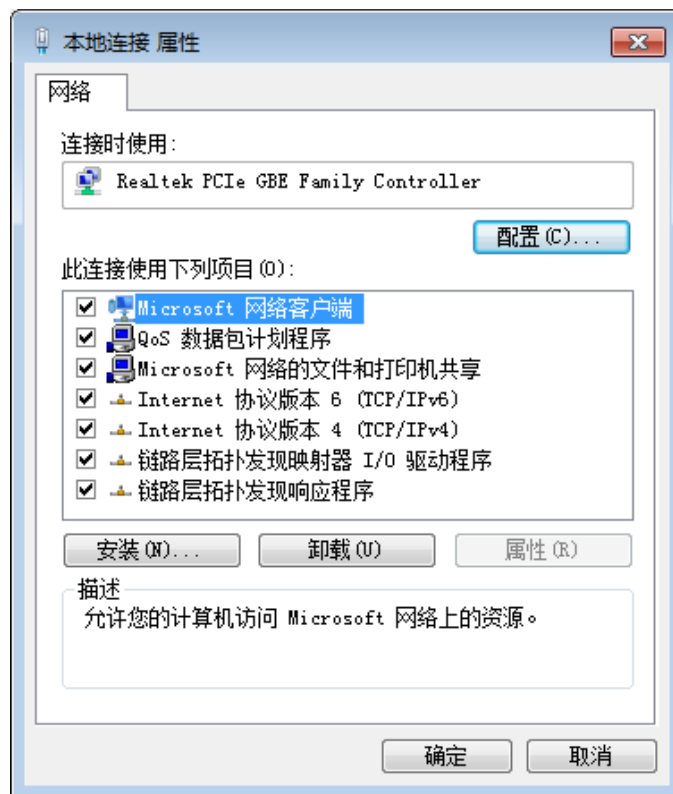 本地连接 属性
网络
连接时使用:
Realtek PCIe GBE Family Controller
配置(C)...
此连接使用下列项目(O):
Microsoft 网络客户端
QoS 数据包计划程序
Microsoft 网络的文件和打印机共享
Internet 协议版本 6 (TCP/IPv6)
Internet 协议版本 4 (TCP/IPv4)
链路层拓扑发现映射器 I/O 驱动程序
链路层拓扑发现响应程序
安装(N)... 卸载(U) 属性(R)
描述
允许您的计算机访问 Microsoft 网络上的资源。
确定 取消